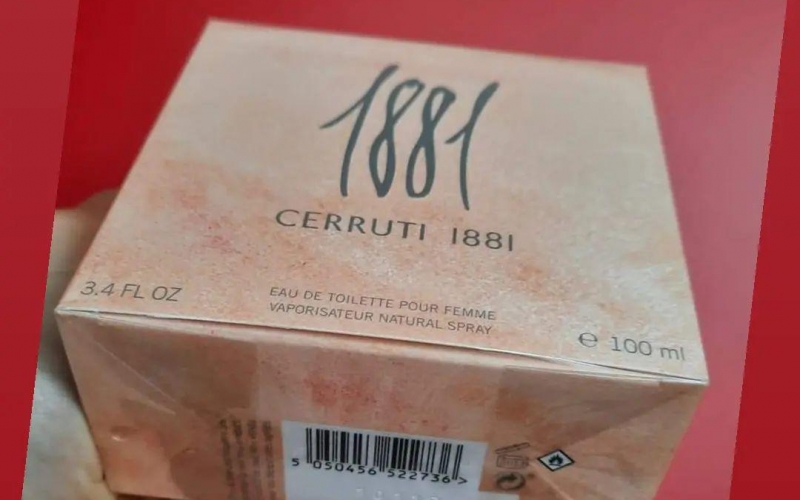 1881
CERRUTI 1881
3.4 FL OZ
EAU DE TOILETTE POUR FEMME
VAPORISATEUR NATURAL SPRAY
℮ 100 ml
5 050456 522736 >